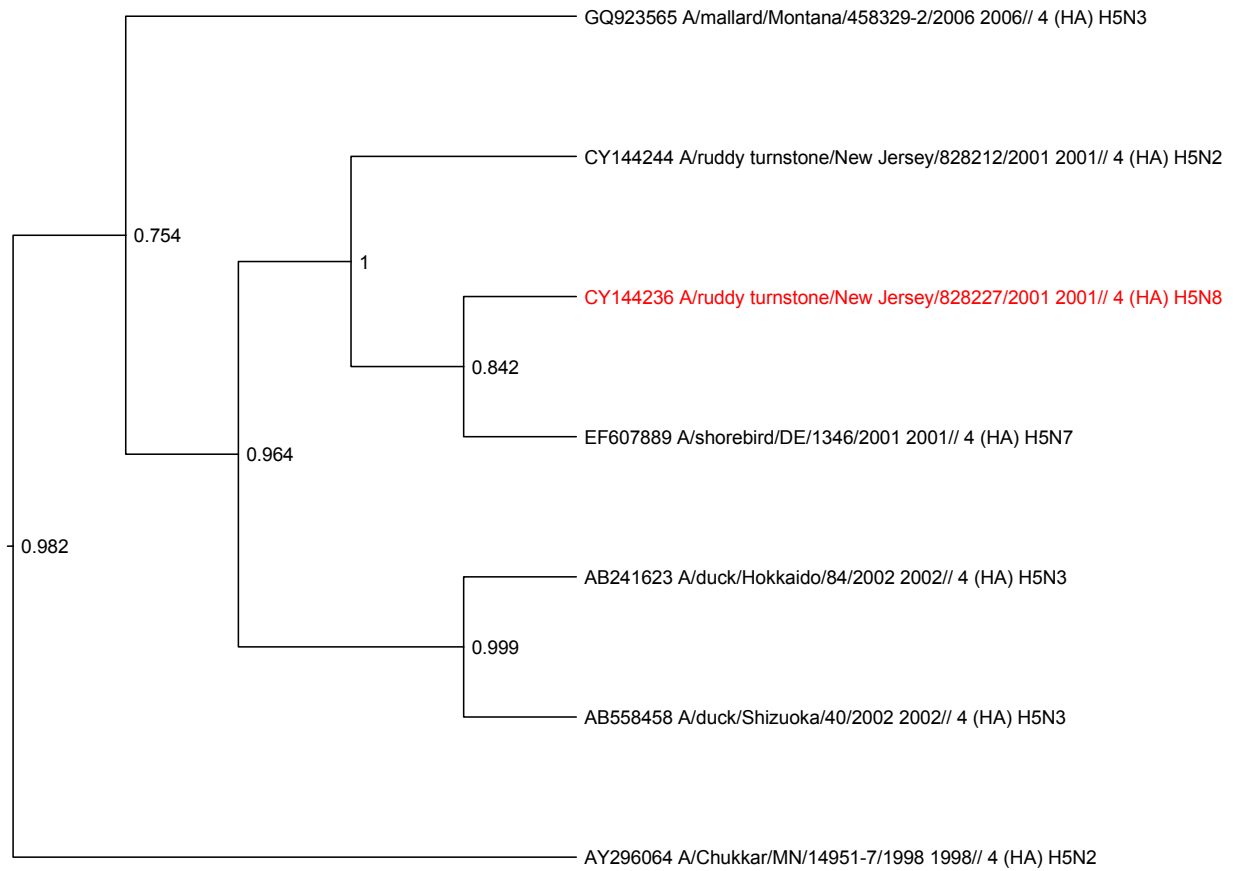 GQ923565 A/mallard/Montana/458329-2/2006 2006// 4 (HA) H5N3
CY144244 A/ruddy turnstone/New Jersey/828212/2001 2001// 4 (HA) H5N2
0.754
1
CY144236 A/ruddy turnstone/New Jersey/828227/2001 2001// 4 (HA) H5N8
0.842
EF607889 A/shorebird/DE/1346/2001 2001// 4 (HA) H5N7
0.964
0.982
AB241623 A/duck/Hokkaido/84/2002 2002// 4 (HA) H5N3
0.999
AB558458 A/duck/Shizuoka/40/2002 2002// 4 (HA) H5N3
AY296064 A/Chukkar/MN/14951-7/1998 1998// 4 (HA) H5N2